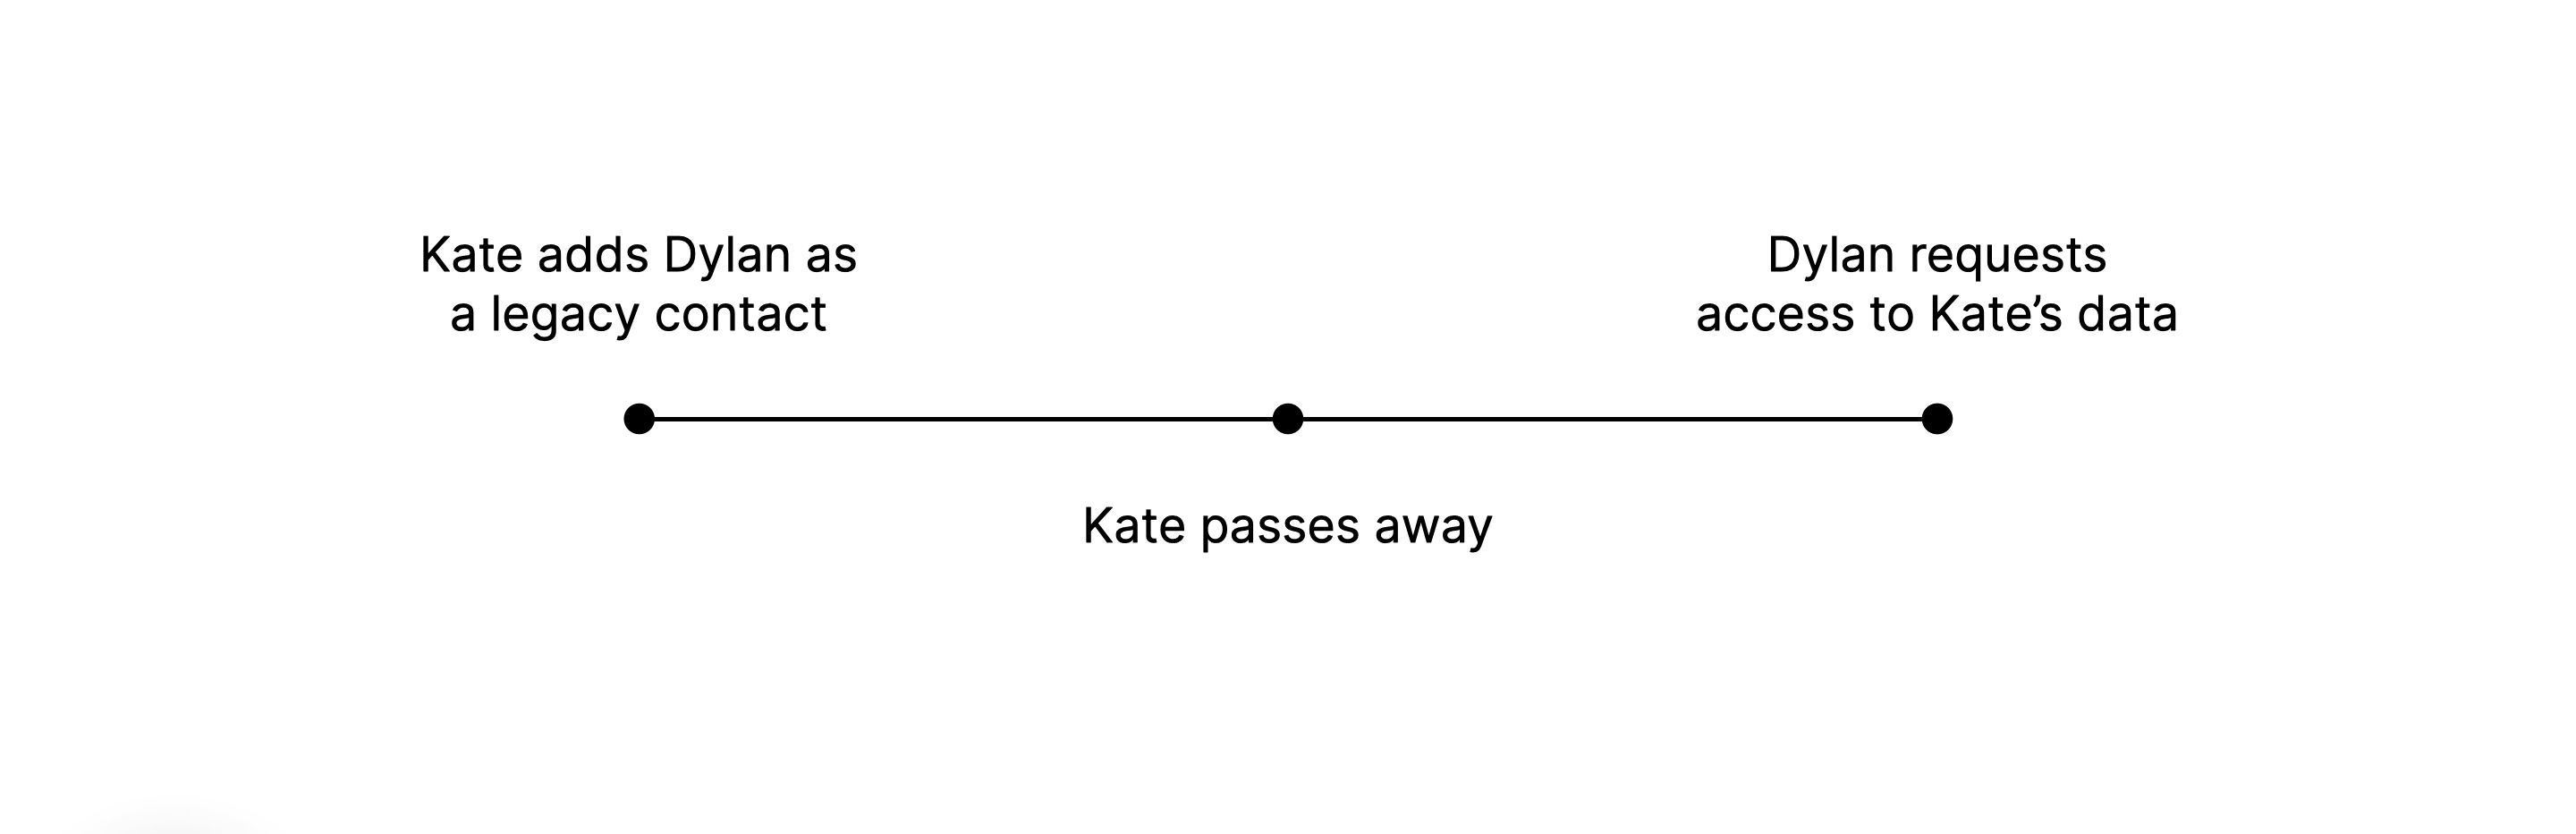 Kate adds Dylan as
a legacy contact
Dylan requests
access to Kate’s data
Kate passes away